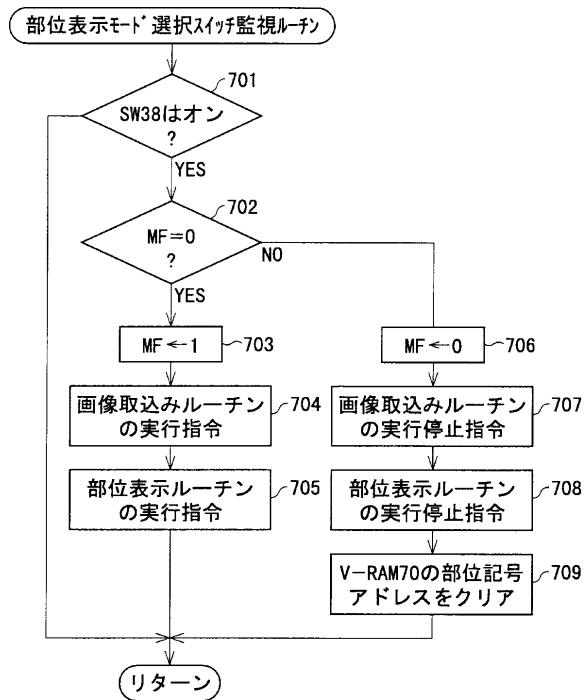 部位表示ﾓｰﾄﾞ選択ｽｲｯﾁ監視ﾙｰﾁﾝ
701
SW38はオン
?
YES
702
MF=0
?
NO
YES
MF←1
703
MF←0
706
画像取込みルーチン
の実行指令
704
画像取込みルーチン
の実行停止指令
707
部位表示ルーチン
の実行指令
705
部位表示ルーチン
の実行停止指令
708
V-RAM70の部位記号
アドレスをクリア
709
リターン